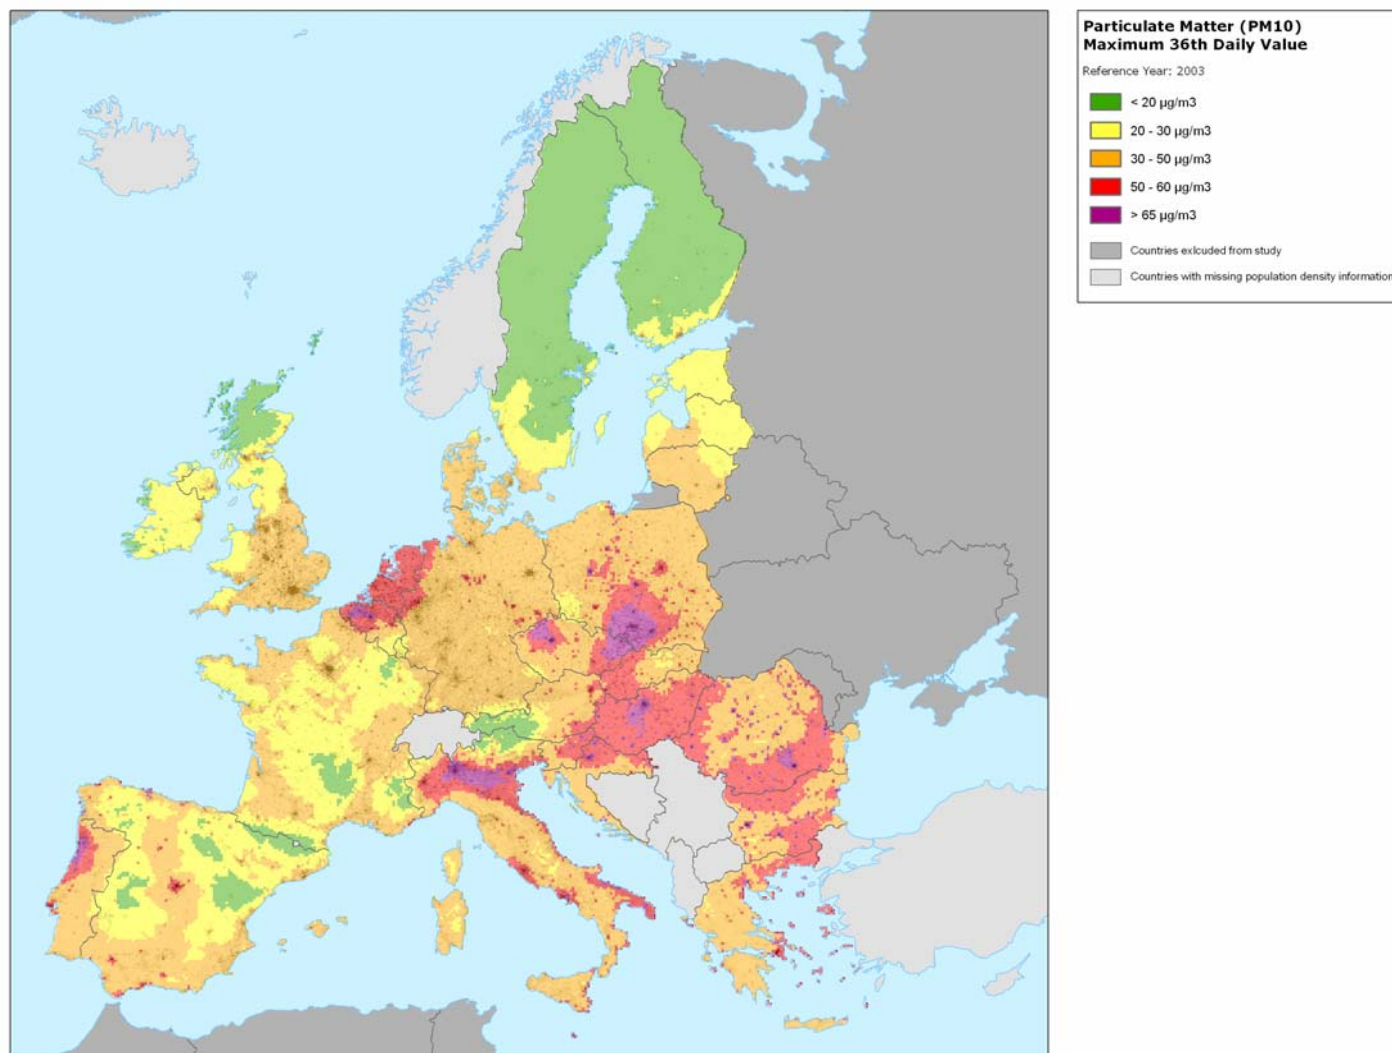 Particulate Matter (PM10)
Maximum 36th Daily Value
Reference Year: 2003
< 20 µg/m3
20 - 30 µg/m3
30 - 50 µg/m3
50 - 60 µg/m3
> 65 µg/m3
Countries exlcuded from study
Countries with missing population density information